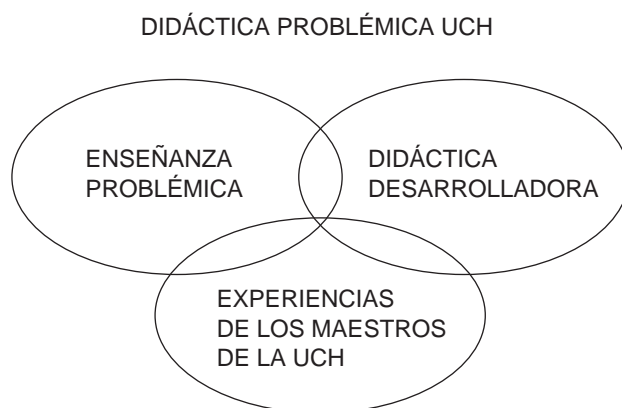 DIDÁCTICA PROBLÉMICA UCH
ENSEÑANZA
PROBLÉMICA
DIDÁCTICA
DESARROLLADORA
EXPERIENCIAS
DE LOS MAESTROS
DE LA UCH